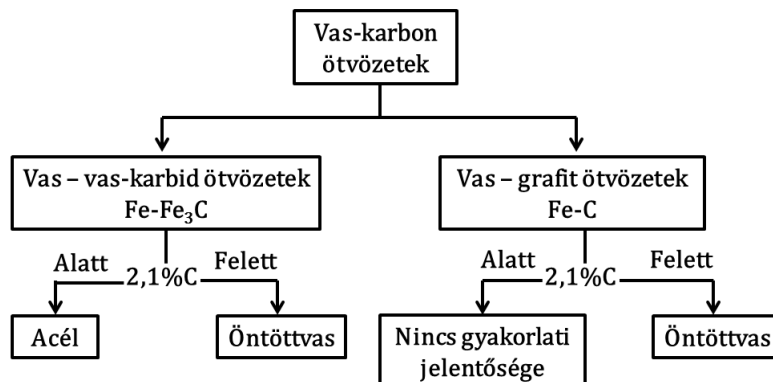 Vas-karbon
ötvözetek
Vas – vas-karbid ötvözetek
Fe-Fe₃C
Vas – grafit ötvözetek
Fe-C
Alatt
2,1%C
Felett
Alatt
2,1%C
Felett
Acél
Öntöttvas
Nincs gyakorlati
jelentősége
Öntöttvas